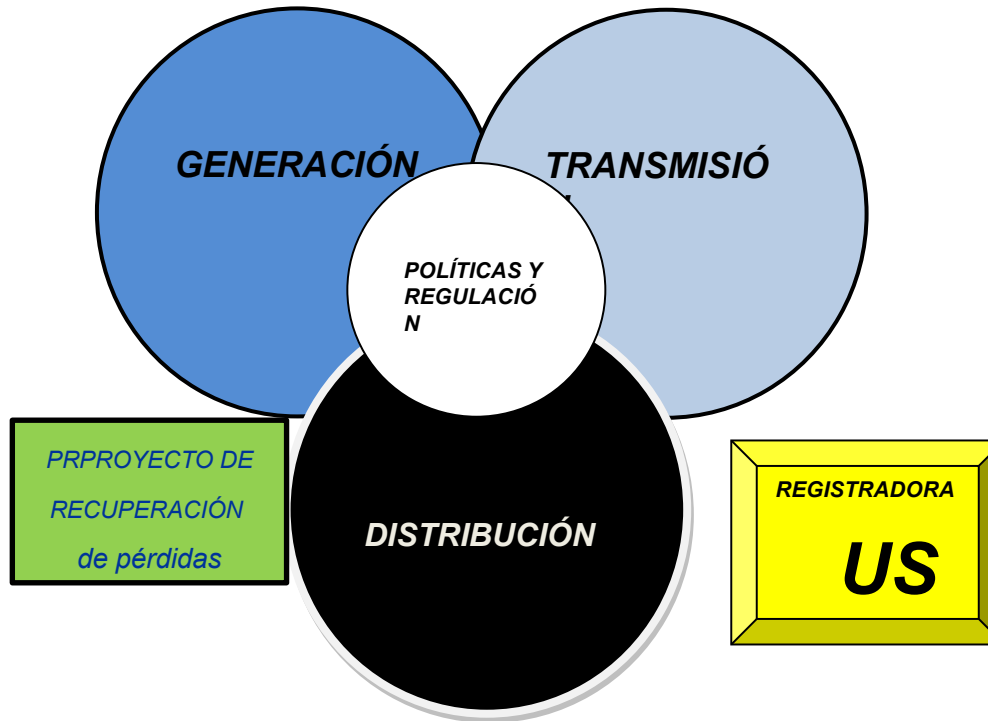 GENERACIÓN
TRANSMISIÓ
POLÍTICAS Y
REGULACIÓ
N
PRPROYECTO DE
RECUPERACIÓN
de pérdidas
DISTRIBUCIÓN
REGISTRADORA
US